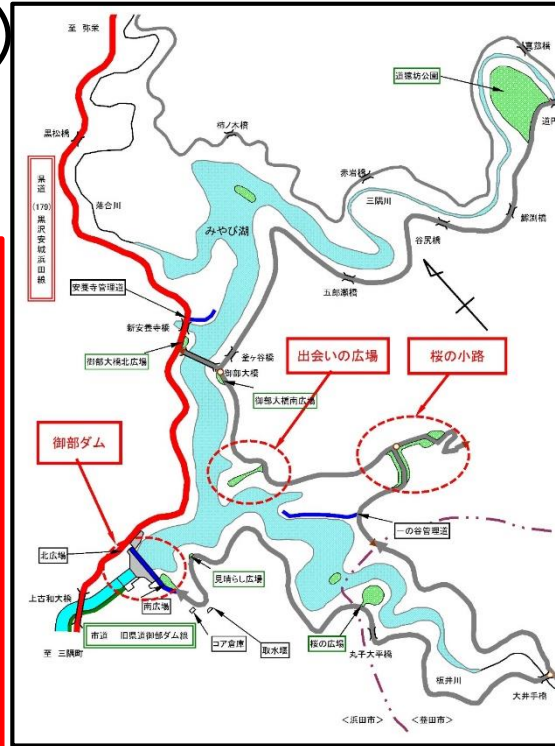 至 弥栄
黒松橋
県道(179)黒沢安城浜田線
落合川
柿ノ木橋
道猿坊公園
赤岩橋
三隅川
みやび湖
谷尻橋
五郎瀬橋
安養寺管理道
新安養寺橋
釜ヶ谷橋
御部大橋北広場
御部大橋
御部大橋南広場
出会いの広場
桜の小路
御部ダム
一の谷管理道
北広場
見晴らし広場
上古和大橋
南広場
コア倉庫
取水堰
桜の広場
市道 旧県道御部ダム線
丸子大平橋
至 三隅町
板井川
大井手橋
<浜田市>
<益田市>